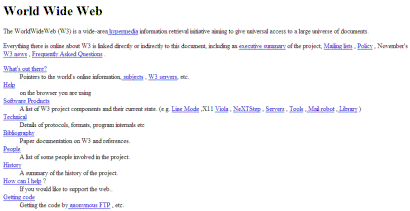 World Wide Web
The WorldWideWeb (W3) is a wide-area hypermedia information retrieval initiative aiming to give universal access to a large universe of documents.
Everything there is online about W3 is linked directly or indirectly to this document, including an executive summary of the project, Mailing lists , Policy , November's
W3 news , Frequently Asked Questions .
What's out there?
Pointers to the world's online information, subjects , W3 servers, etc.
Help
on the browser you are using
Software Products
A list of W3 project components and their current state. (e.g. Line Mode ,X11 Viola , NeXTStep , Servers , Tools , Mail robot , Library )
Technical
Details of protocols, formats, program internals etc
Bibliography
Paper documentation on W3 and references.
People
A list of some people involved in the project.
History
A summary of the history of the project.
How can I help ?
If you would like to support the web..
Getting code
Getting the code by anonymous FTP , etc.